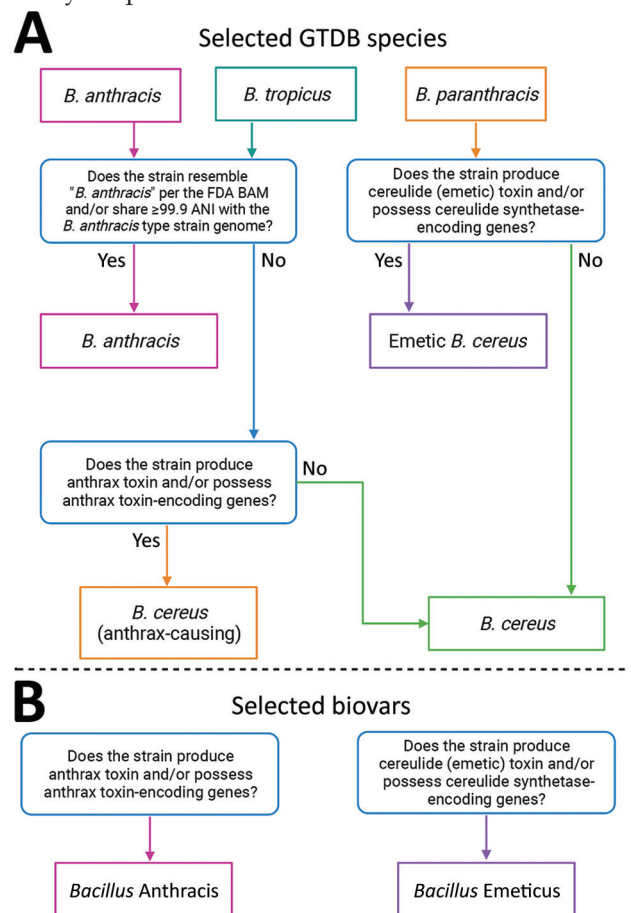 A
Selected GTDB species
B. anthracis
B. tropicus
B. paranthracis
Does the strain resemble
"B. anthracis" per the FDA BAM
and/or share ≥99.9 ANI with the
B. anthracis type strain genome?
Does the strain produce
cereulide (emetic) toxin and/or
possess cereulide synthetase-
encoding genes?
Yes
No
Yes
No
B. anthracis
Emetic B. cereus
Does the strain produce
anthrax toxin and/or possess
anthrax toxin-encoding genes?
No
Yes
B. cereus
(anthrax-causing)
B. cereus
B
Selected biovars
Does the strain produce
anthrax toxin and/or possess
anthrax toxin-encoding genes?
Does the strain produce
cereulide (emetic) toxin and/or
possess cereulide synthetase-
encoding genes?
Bacillus Anthracis
Bacillus Emeticus